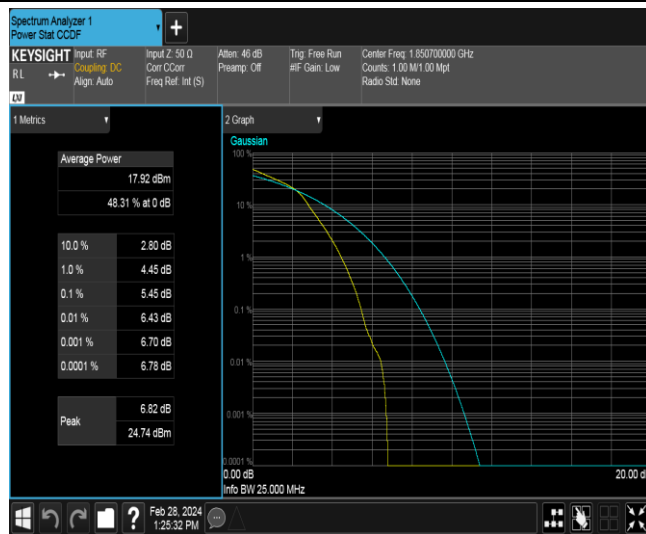 Spectrum Analyzer 1
Power Stat CCDF
+
KEYSIGHT
RL
LXI
Input: RF
Coupling: DC
Align: Auto
Input Z: 50 Ω
Corr CCorr
Freq Ref: Int (S)
Atten: 46 dB
Preamp: Off
Trig: Free Run
#IF Gain: Low
Center Freq: 1.850700000 GHz
Counts: 1.00 M/1.00 Mpt
Radio Std: None
1 Metrics
Average Power
17.92 dBm
48.31 % at 0 dB
10.0 % 2.80 dB
1.0 % 4.45 dB
0.1 % 5.45 dB
0.01 % 6.43 dB
0.001 % 6.70 dB
0.0001 % 6.78 dB
Peak
6.82 dB
24.74 dBm
2 Graph
Gaussian
100 %
10 %
1 %
0.1 %
0.01 %
0.001 %
0.0001 %
0.00 dB
20.00 d
Info BW 25.000 MHz
?
Feb 28, 2024
1:25:32 PM